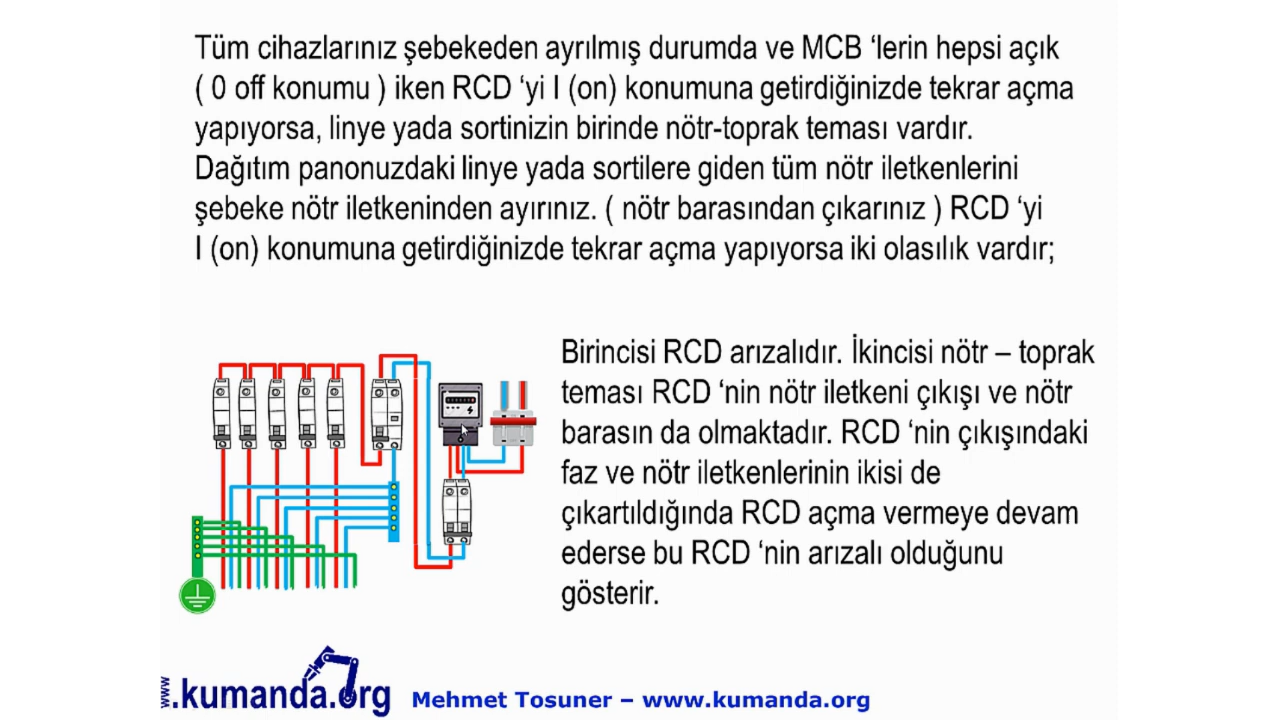 Tüm cihazlarınız şebekeden ayrılmış durumda ve MCB ‘lerin hepsi açık
( 0 off konumu ) iken RCD ‘yi I (on) konumuna getirdiğinizde tekrar açma
yapıyorsa, linye yada sortinizin birinde nötr-toprak teması vardır.
Dağıtım panonuzdaki linye yada sortilere giden tüm nötr iletkenlerini
şebeke nötr iletkeninden ayırınız. ( nötr barasından çıkarınız ) RCD ‘yi
I (on) konumuna getirdiğinizde tekrar açma yapıyorsa iki olasılık vardır;
Birincisi RCD arızalıdır. İkincisi nötr – toprak
teması RCD ‘nin nötr iletkeni çıkışı ve nötr
barasın da olmaktadır. RCD ‘nin çıkışındaki
faz ve nötr iletkenlerinin ikisi de
çıkartıldığında RCD açma vermeye devam
ederse bu RCD ‘nin arızalı olduğunu
gösterir.
www.kumanda.org
Mehmet Tosuner – www.kumanda.org